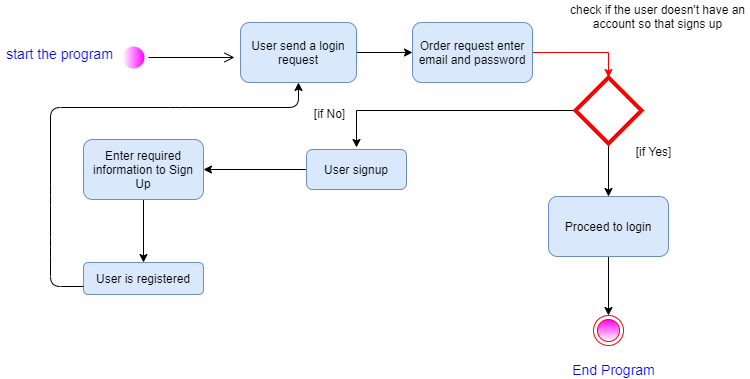 check if the user doesn't have an
account so that signs up
start the program
User send a login
request
Order request enter
email and password
[if No]
[if Yes]
Enter required
information to Sign
Up
User signup
Proceed to login
User is registered
End Program